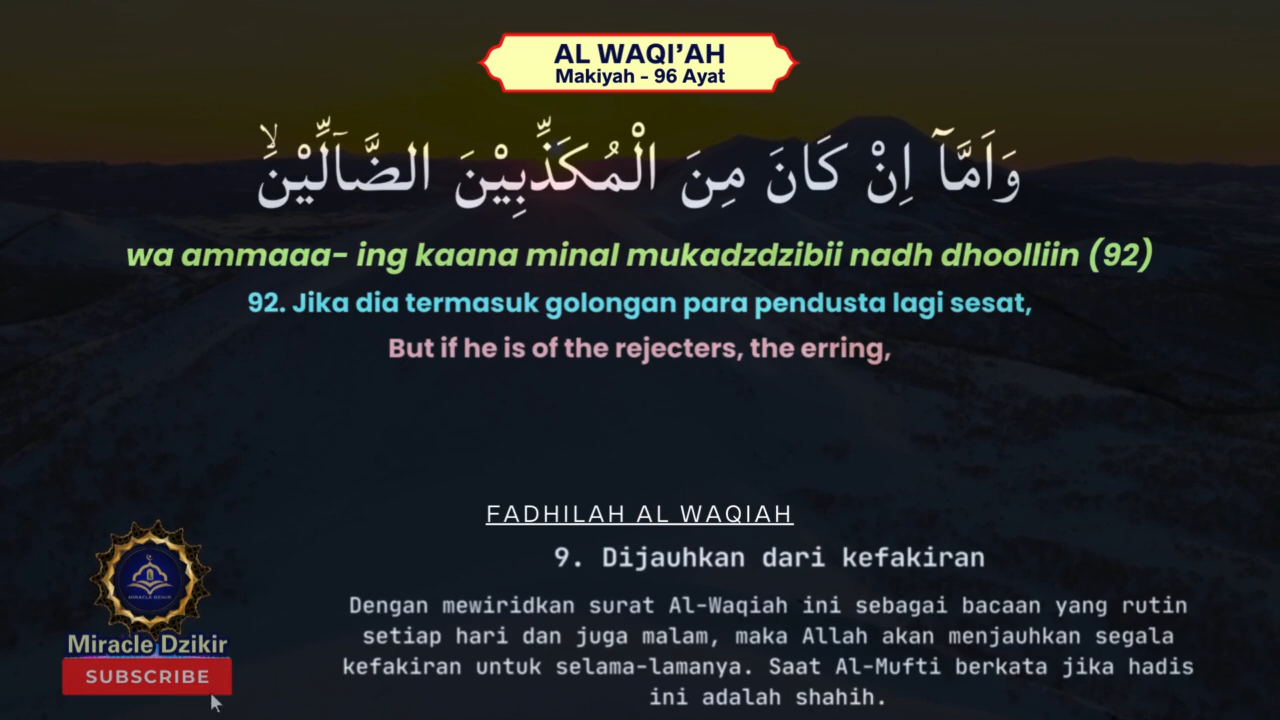 AL WAQI'AH
Makiyah - 96 Ayat
وَاَمَّآ اِنْ كَانَ مِنَ الْمُكَذِّبِيْنَ الضَّاۤلِّيْنَۙ
wa ammaaa- ing kaana minal mukadzdzibii nadh dhoolliin (92)
92. Jika dia termasuk golongan para pendusta lagi sesat,
But if he is of the rejecters, the erring,
FADHILAH AL WAQIAH
9. Dijauhkan dari kefakiran
Dengan mewiridkan surat Al-Waqiah ini sebagai bacaan yang rutin
setiap hari dan juga malam, maka Allah akan menjauhkan segala
kefakiran untuk selama-lamanya. Saat Al-Mufti berkata jika hadis
ini adalah shahih.
MIRACLE DZIKIR
Miracle Dzikir
SUBSCRIBE